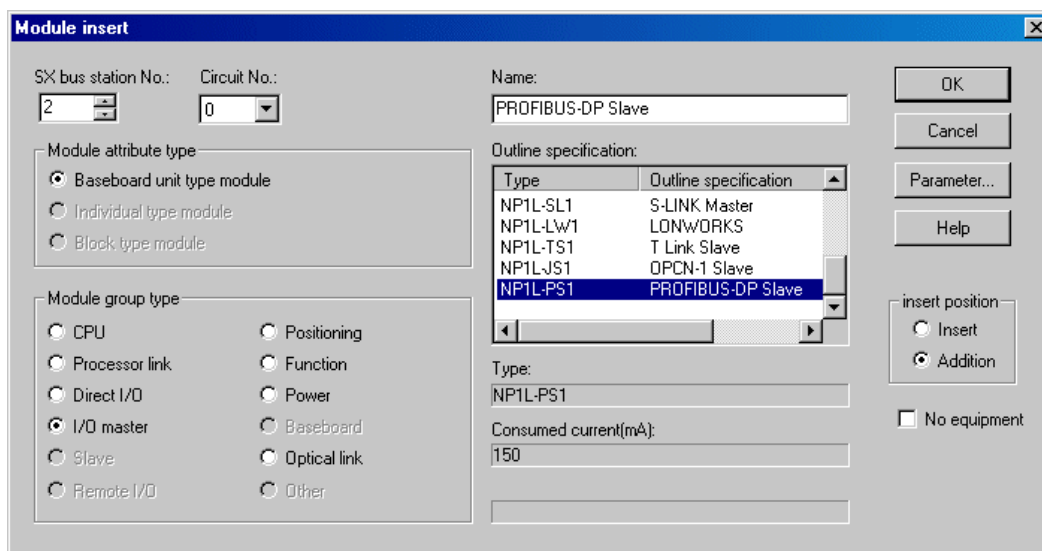 Module insert
SX bus station No.:
2
Circuit No.:
0
Module attribute type
Baseboard unit type module
Individual type module
Block type module
Module group type
CPU
Processor link
Direct I/O
I/O master
Slave
Remote I/O
Positioning
Function
Power
Baseboard
Optical link
Other
Name:
PROFIBUS-DP Slave
Outline specification:
Type Outline specification
NP1L-SL1 S-LINK Master
NP1L-LW1 LONWORKS
NP1L-TS1 T Link Slave
NP1L-JS1 OPCN-1 Slave
NP1L-PS1 PROFIBUS-DP Slave
Type:
NP1L-PS1
Consumed current(mA):
150
OK
Cancel
Parameter...
Help
insert position
Insert
Addition
No equipment